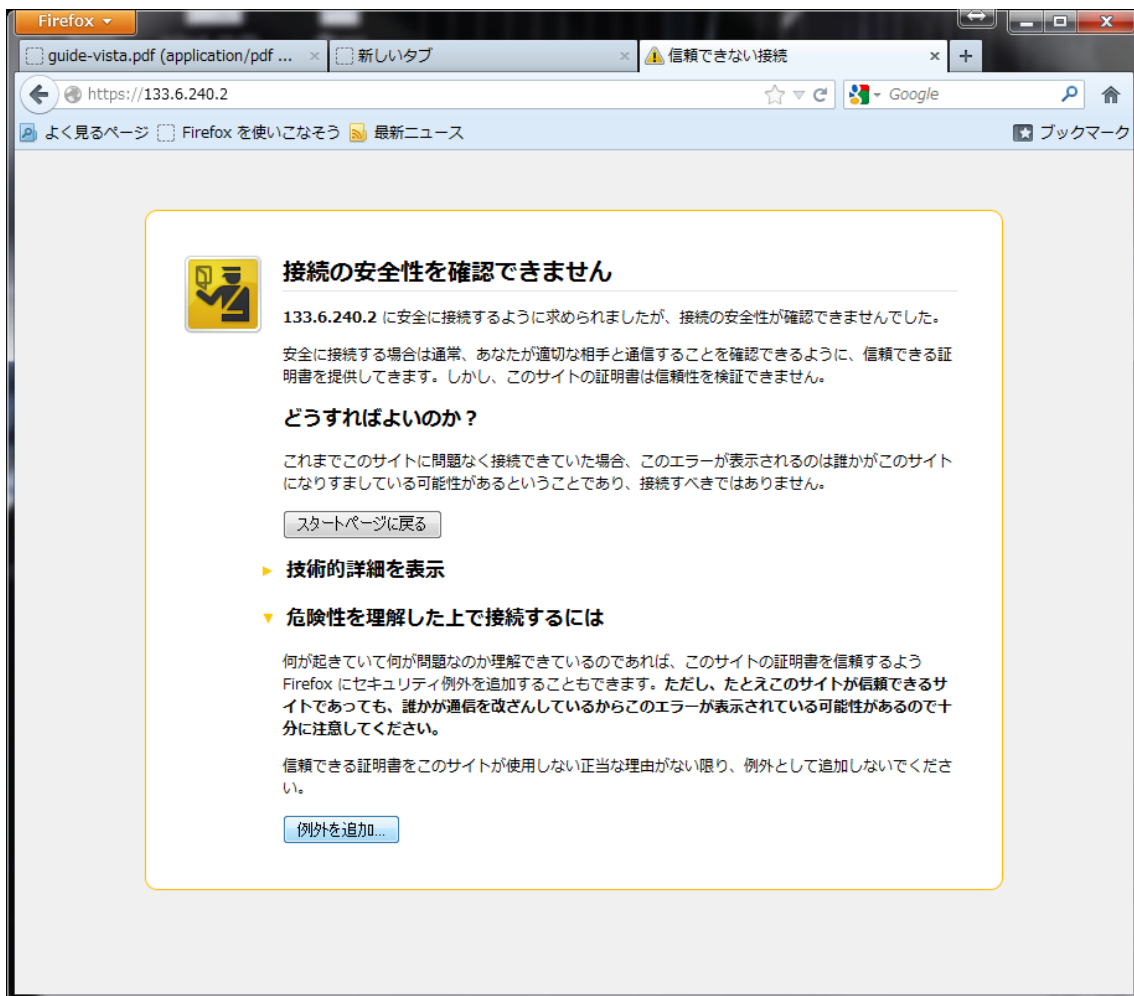 Firefox
guide-vista.pdf (application/pdf ...
新しいタブ
信頼できない接続
https://133.6.240.2
Google
よく見るページ
Firefox を使いこなそう
最新ニュース
ブックマーク
接続の安全性を確認できません
133.6.240.2 に安全に接続するように求められましたが、接続の安全性が確認できませんでした。
安全に接続する場合は通常、あなたが適切な相手と通信することを確認できるように、信頼できる証
明書を提供してきます。しかし、このサイトの証明書は信頼性を検証できません。
どうすればよいのか？
これまでこのサイトに問題なく接続できていた場合、このエラーが表示されるのは誰かがこのサイト
になりすましている可能性があるということであり、接続すべきではありません。
スタートページに戻る
技術的詳細を表示
危険性を理解した上で接続するには
何が起きていて何が問題なのか理解できているのであれば、このサイトの証明書を信頼するよう
Firefox にセキュリティ例外を追加することもできます。ただし、たとえこのサイトが信頼できるサ
イトであっても、誰かが通信を改ざんしているからこのエラーが表示されている可能性があるので十
分に注意してください。
信頼できる証明書をこのサイトが使用しない正当な理由がない限り、例外として追加しないでくださ
い。
例外を追加...